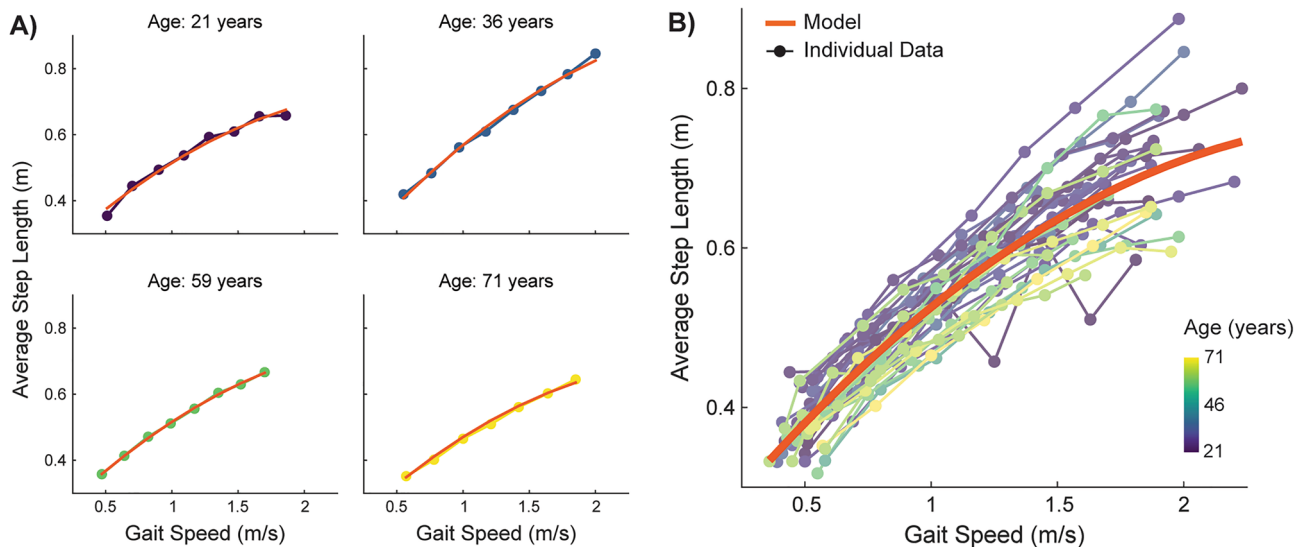 A)
Age: 21 years
Age: 36 years
0.8
0.6
0.4
Age: 59 years
Age: 71 years
0.8
0.6
0.4
Average Step Length (m)
0.5 1 1.5 2
0.5 1 1.5 2
Gait Speed (m/s)
Gait Speed (m/s)
B)
Model
Individual Data
0.8
0.6
0.4
Average Step Length (m)
Age (years)
71
46
21
0.5 1 1.5 2
Gait Speed (m/s)